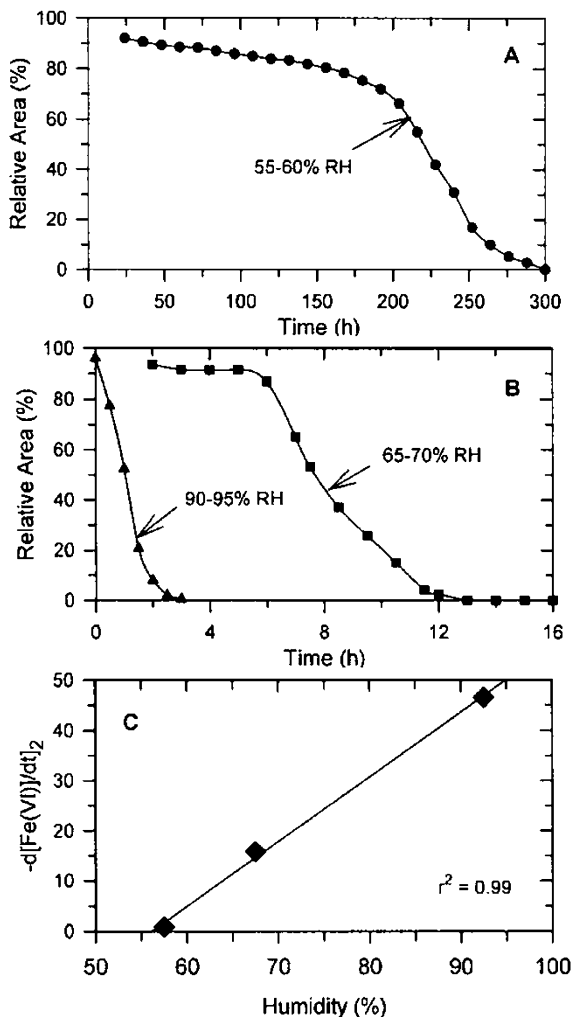 100
80
60
40
20
0
Relative Area (%)
A
55-60% RH
0 50 100 150 200 250 300
Time (h)
100
80
60
40
20
0
Relative Area (%)
B
65-70% RH
90-95% RH
0 4 8 12 16
Time (h)
50
40
30
20
10
0
-d[Fe(VI)]/dt]2
C
r2 = 0.99
50 60 70 80 90 100
Humidity (%)